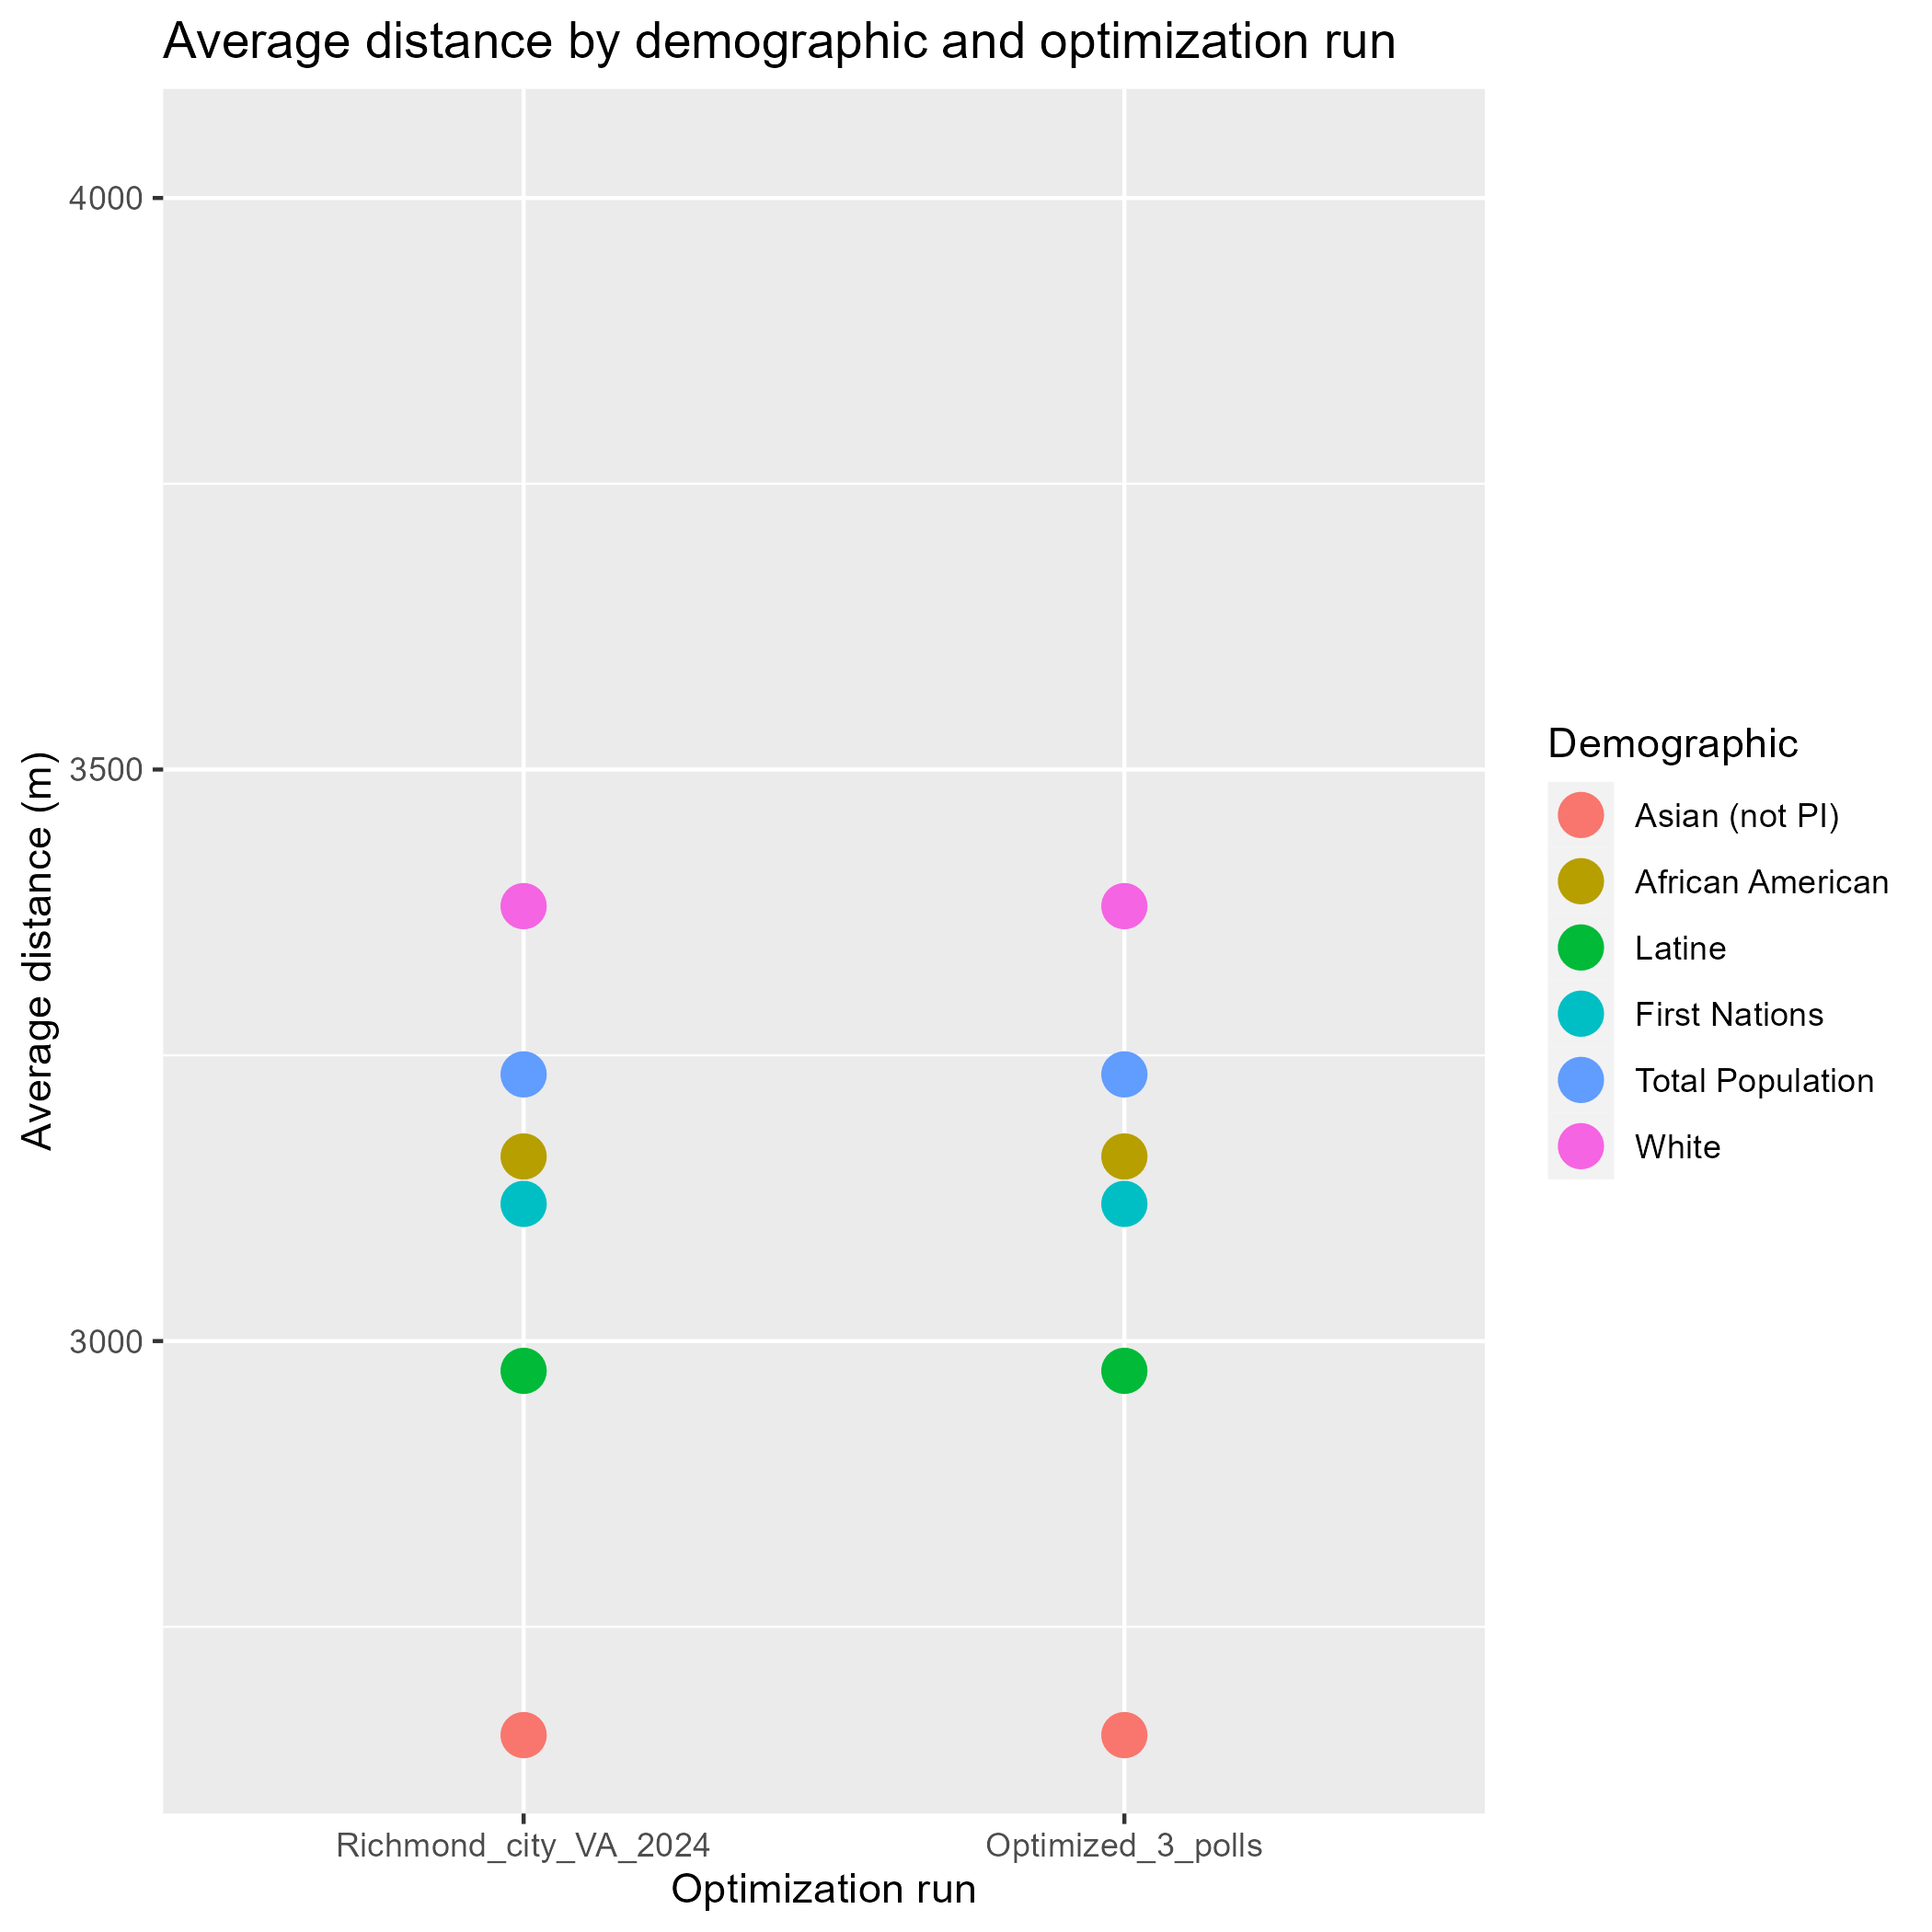 Average distance by demographic and optimization run
Average distance (m)
4000
3500
3000
Richmond_city_VA_2024
Optimized_3_polls
Optimization run
Demographic
Asian (not PI)
African American
Latine
First Nations
Total Population
White